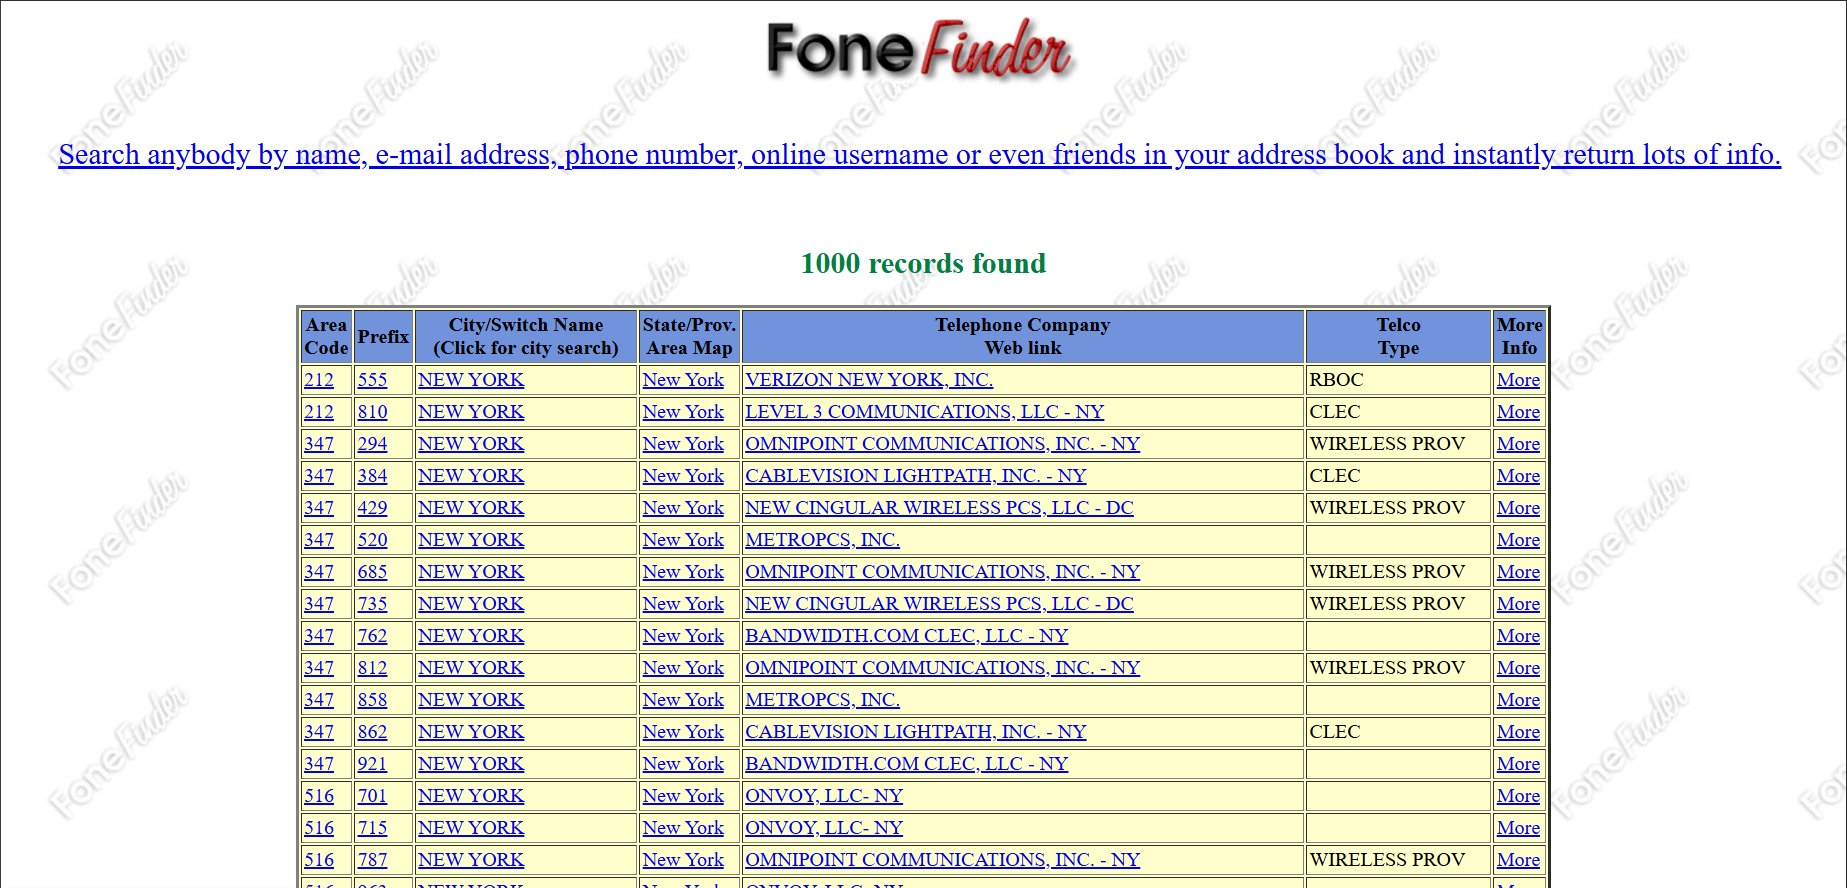 FoneFinder
Search anybody by name, e-mail address, phone number, online username or even friends in your address book and instantly return lots of info.
1000 records found
Area Code Prefix City/Switch Name (Click for city search) State/Prov. Area Map Telephone Company Web link Telco Type More Info
212 555 NEW YORK New York VERIZON NEW YORK, INC. RBOC More
212 810 NEW YORK New York LEVEL 3 COMMUNICATIONS, LLC - NY CLEC More
347 294 NEW YORK New York OMNIPOINT COMMUNICATIONS, INC. - NY WIRELESS PROV More
347 384 NEW YORK New York CABLEVISION LIGHTPATH, INC. - NY CLEC More
347 429 NEW YORK New York NEW CINGULAR WIRELESS PCS, LLC - DC WIRELESS PROV More
347 520 NEW YORK New York METROPCS, INC. More
347 685 NEW YORK New York OMNIPOINT COMMUNICATIONS, INC. - NY WIRELESS PROV More
347 735 NEW YORK New York NEW CINGULAR WIRELESS PCS, LLC - DC WIRELESS PROV More
347 762 NEW YORK New York BANDWIDTH.COM CLEC, LLC - NY More
347 812 NEW YORK New York OMNIPOINT COMMUNICATIONS, INC. - NY WIRELESS PROV More
347 858 NEW YORK New York METROPCS, INC. More
347 862 NEW YORK New York CABLEVISION LIGHTPATH, INC. - NY CLEC More
347 921 NEW YORK New York BANDWIDTH.COM CLEC, LLC - NY More
516 701 NEW YORK New York ONVOY, LLC- NY More
516 715 NEW YORK New York ONVOY, LLC- NY More
516 787 NEW YORK New York OMNIPOINT COMMUNICATIONS, INC. - NY WIRELESS PROV More